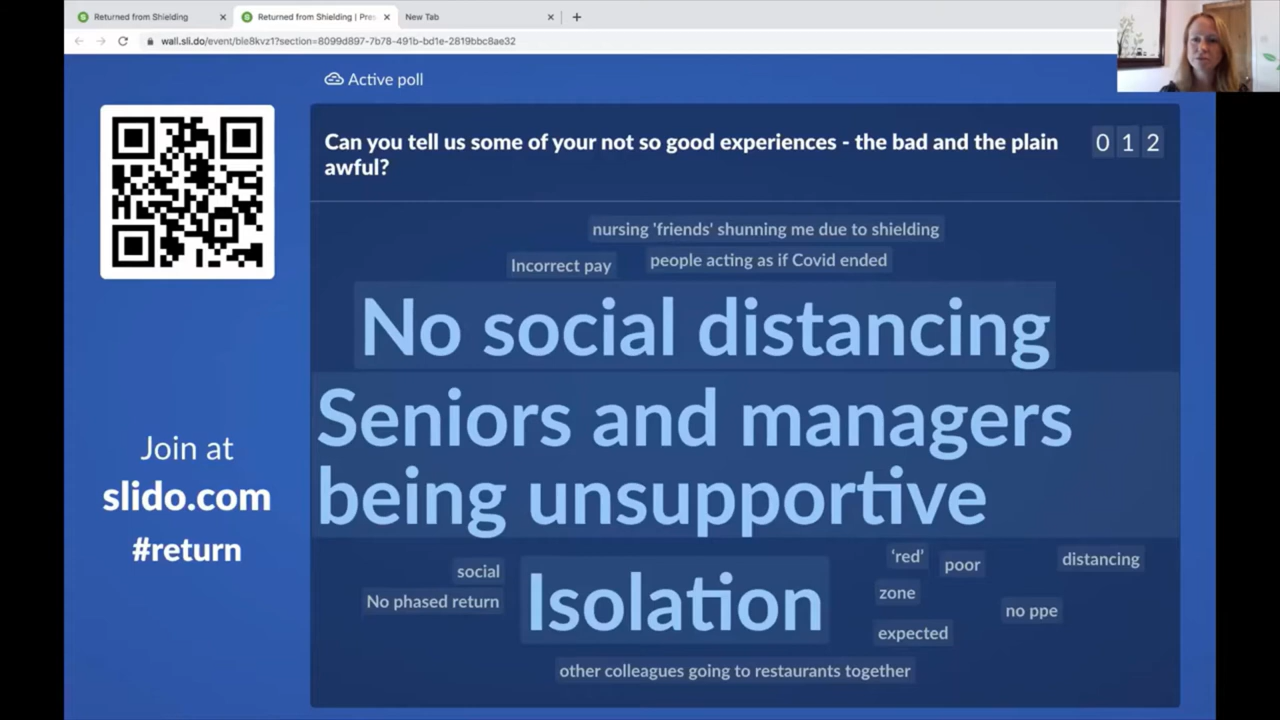 Returned from Shielding
Returned from Shielding | Pres
New Tab
wall.sli.do/event/bie8kvz1?section=8099d897-7b78-491b-bd1e-2819bbc8ae32
Active poll
Can you tell us some of your not so good experiences - the bad and the plain
awful?
0 1 2
nursing 'friends' shunning me due to shielding
Incorrect pay
people acting as if Covid ended
No social distancing
Seniors and managers
being unsupportive
Join at
slido.com
#return
social
No phased return
Isolation
‘red’
poor
distancing
zone
no ppe
expected
other colleagues going to restaurants together